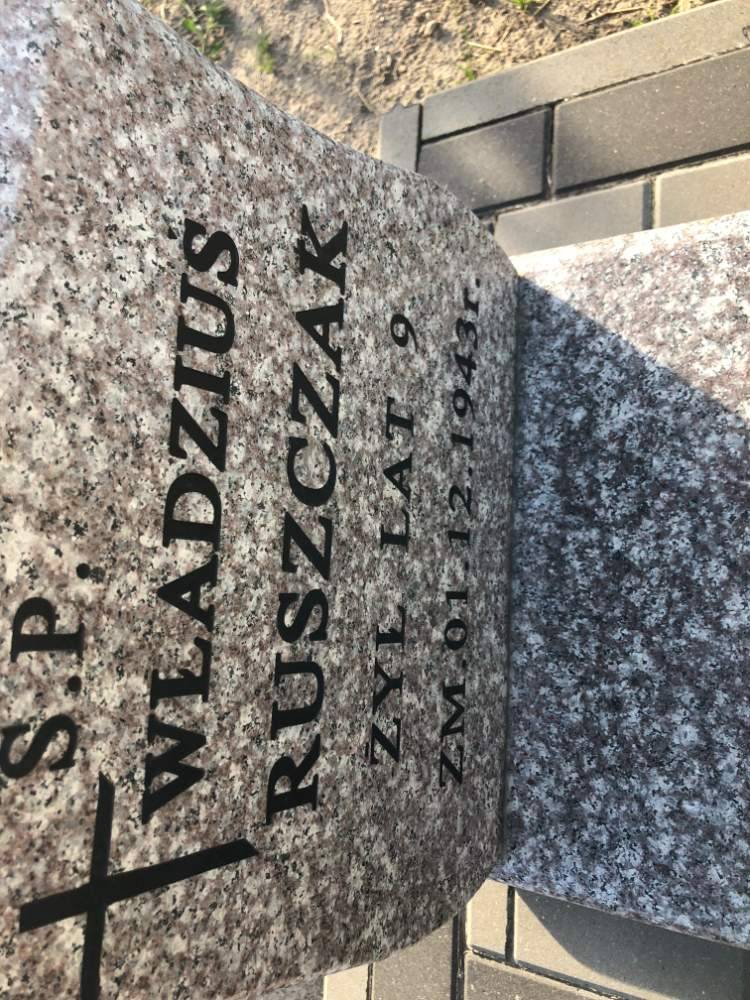 Ś.P.
WŁADZIUS
RUSZCZAK
ŻYŁ LAT 9
ZM.01.12.1943r.